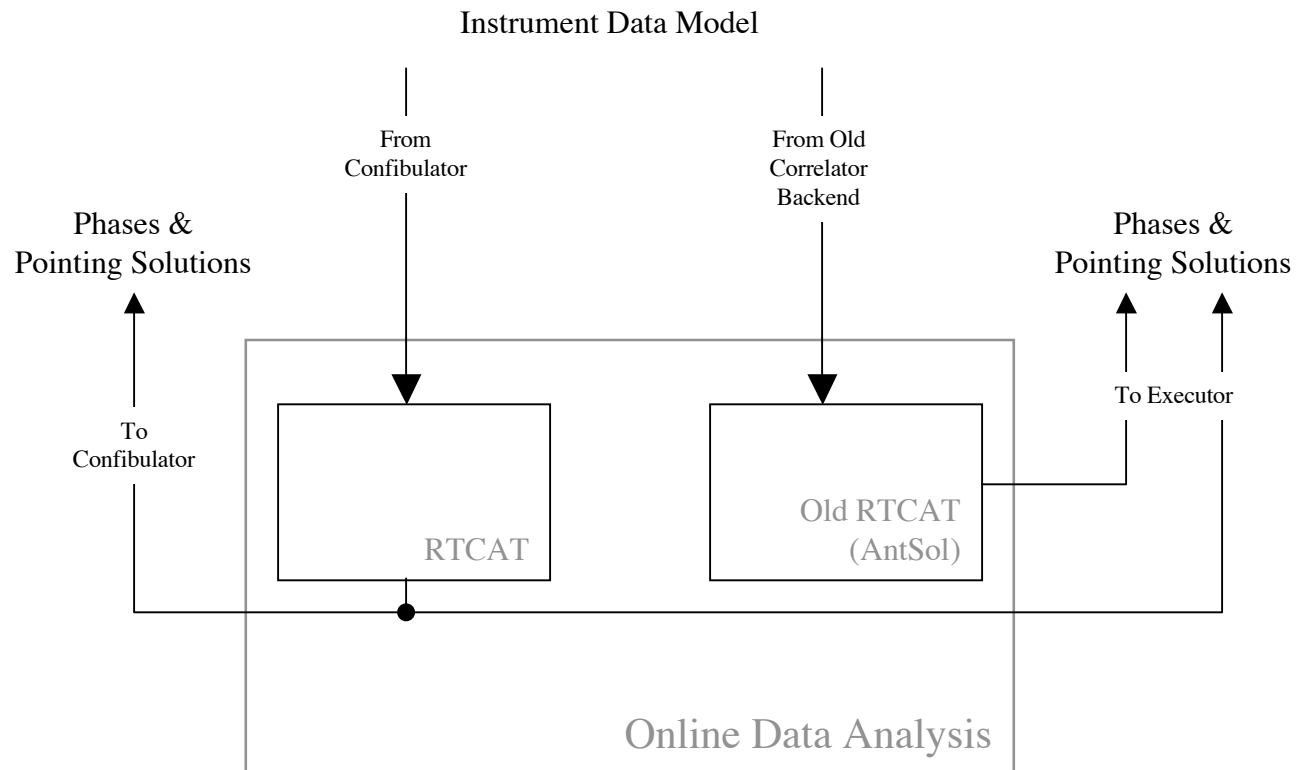 Instrument Data Model
From
Confibulator
From Old
Correlator
Backend
Phases &
Pointing Solutions
Phases &
Pointing Solutions
To
Confibulator
To Executor
RTCAT
Old RTCAT
(AntSol)
Online Data Analysis